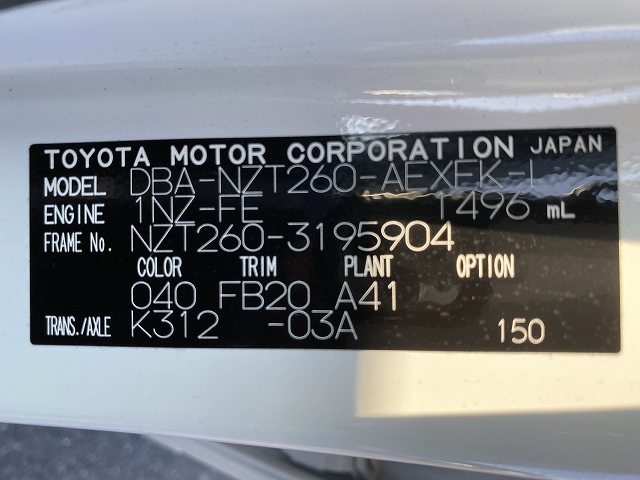 TOYOTA MOTOR CORPORATION JAPAN
MODEL DBA-NZT260-AEXEK-L
ENGINE 1NZ-FE 1496 mL
FRAME No. NZT260-3195904
COLOR TRIM PLANT OPTION
040 FB20 A41
TRANS./AXLE K312 -03A 150